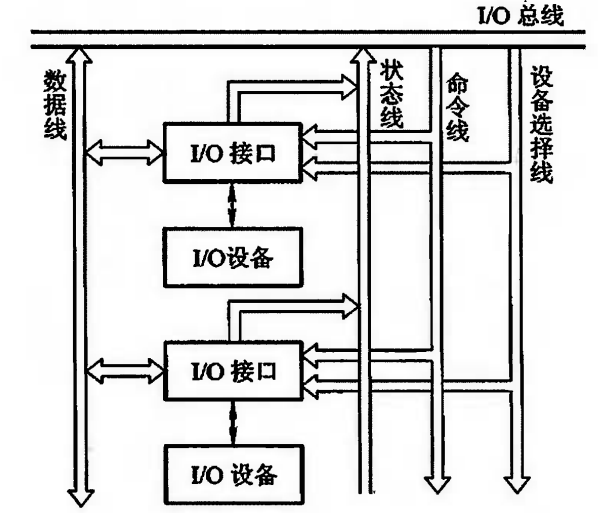 I/O 总线
数据线
状态线
命令线
设备选择线
I/O 接口
I/O设备
I/O 接口
I/O 设备